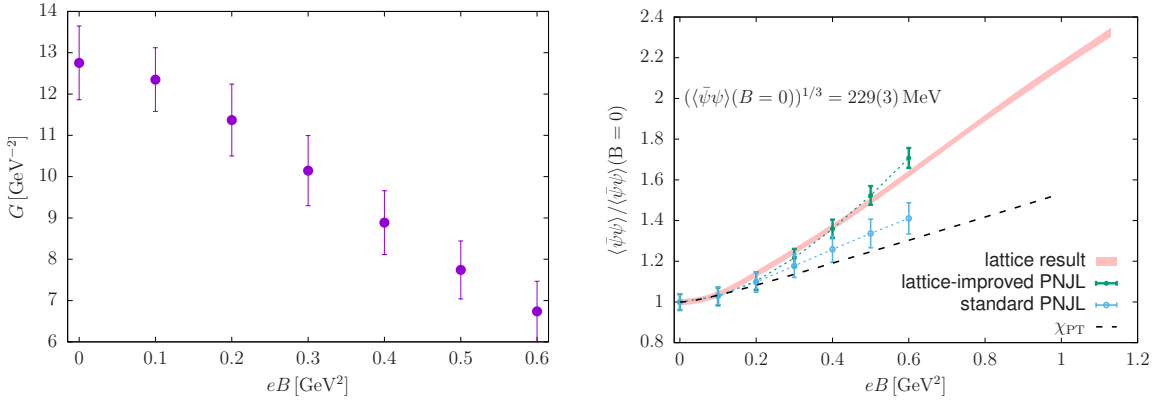 14
13
12
11
10
9
8
7
6
G [GeV⁻²]
0 0.1 0.2 0.3 0.4 0.5 0.6
eB [GeV²]
2.4
2.2
2
1.8
1.6
1.4
1.2
1
0.8
⟨ψ̄ψ⟩/⟨ψ̄ψ⟩(B = 0)
(⟨ψ̄ψ⟩(B = 0))^{1/3} = 229(3) MeV
lattice result
lattice-improved PNJL
standard PNJL
χPT
0 0.2 0.4 0.6 0.8 1 1.2
eB [GeV²]